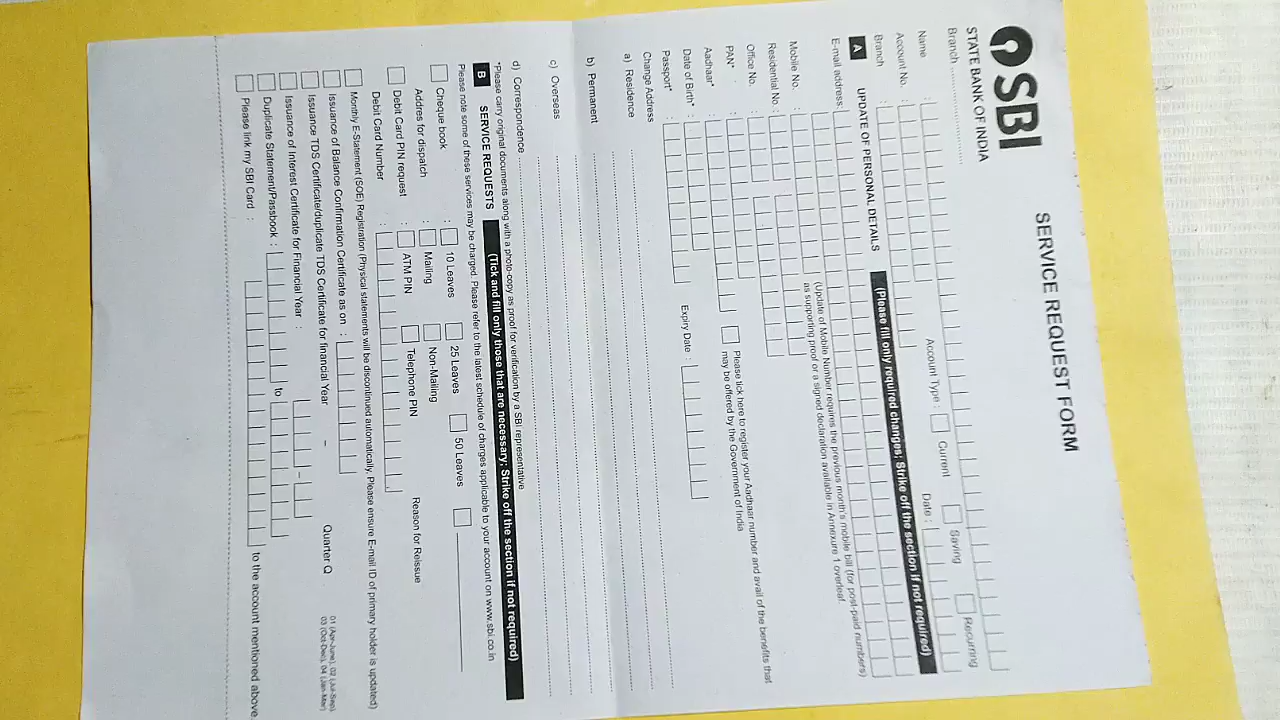 SBI
STATE BANK OF INDIA
SERVICE REQUEST FORM
Branch
Name :
Account Type : Current Saving Recurring
Account No. :
Date :
Branch :
A UPDATE OF PERSONAL DETAILS (Please fill only required changes; Strike off the section if not required)
E-mail address:
Mobile No. : (Update of Mobile Number requires the previous month's mobile bill (for post-paid numbers)
as supporting proof or a signed declaration available in Annexure 1 overleaf.
Residential No. :
Office No. :
PAN* : Please tick here to register your Aadhaar number and avail of the benefits that
may be offered by the Government of India
Aadhaar* :
Date of Birth* :
Passport* : Expiry Date :
Change Address
a) Residence
b) Permanent
c) Overseas
d) Correspondence
*Please carry original documents along with a photo-copy as proof for verification by a SBI representative
B SERVICE REQUESTS (Tick and fill only those that are necessary; Strike off the section if not required)
Please note some of these services may be charged. Please refer to the latest schedule of charges applicable to your account on www.sbi.co.in
Cheque book : 10 Leaves 25 Leaves 50 Leaves
Address for dispatch : Mailing Non-Mailing
Debit Card PIN request : ATM PIN Telephone PIN Reason for Reissue
Debit Card Number :
Monthly E-Statement (SOE) Registration (Physical statements will be discontinued automatically. Please ensure E-mail ID of primary holder is updated)
Issuance of Balance Confirmation Certificate as on :
Issuance TDS Certificate/duplicate TDS Certificate for financial Year – Quarter Q 01 (Apr-June), 02 (Jul-Sep),
03 (Oct-Dec), 04 (Jan-Mar)
Issuance of Interest Certificate for Financial Year : –
Duplicate Statement/Passbook : to
Please link my SBI Card : to the account mentioned above